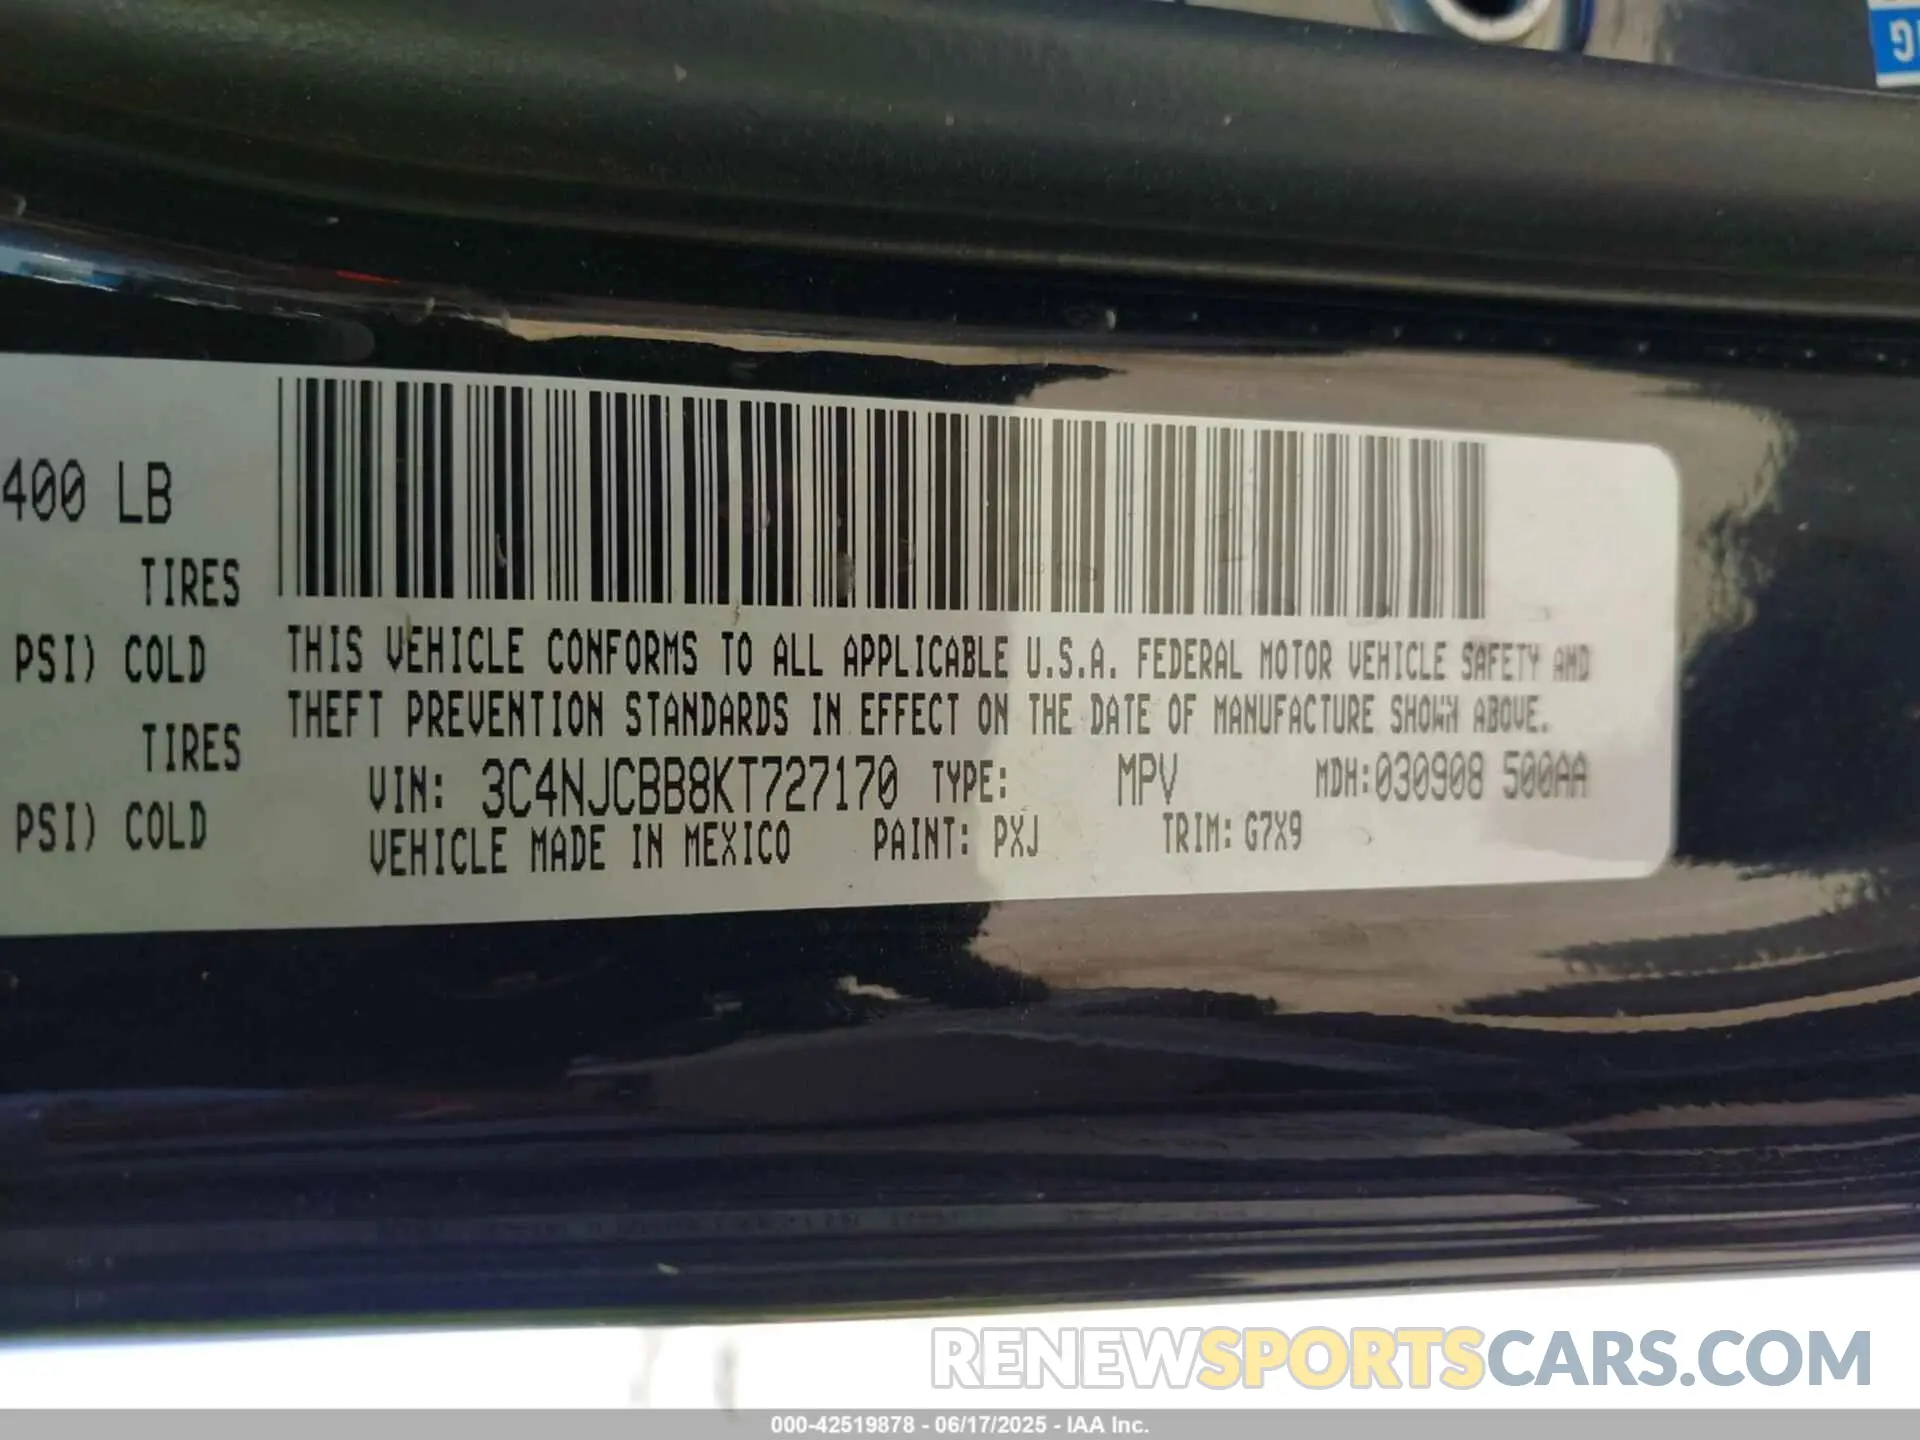 400 LB
TIRES
PSI) COLD
TIRES
PSI) COLD
THIS VEHICLE CONFORMS TO ALL APPLICABLE U.S.A. FEDERAL MOTOR VEHICLE SAFETY AND
THEFT PREVENTION STANDARDS IN EFFECT ON THE DATE OF MANUFACTURE SHOWN ABOVE.
VIN: 3C4NJCBB8KT727170 TYPE: MPV MDH:030908 500AA
VEHICLE MADE IN MEXICO PAINT: PXJ TRIM: G7X9
RENEWSPORTSCARS.COM
000-42519878 - 06/17/2025 - IAA Inc.